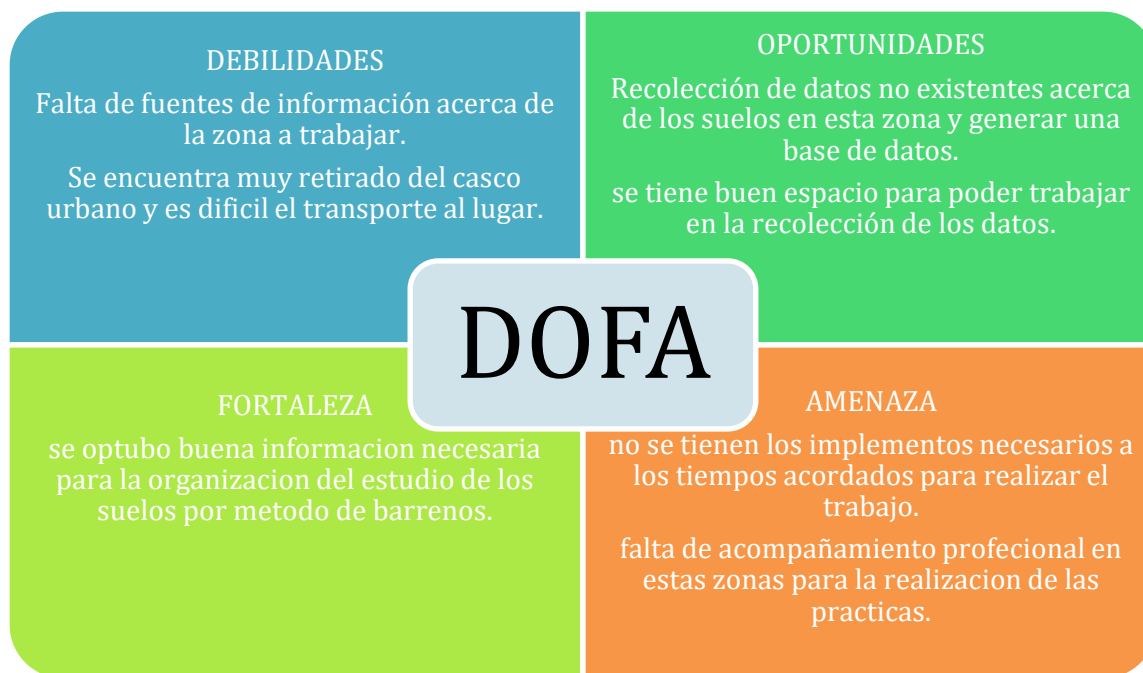 DEBILIDADES
Falta de fuentes de información acerca de
la zona a trabajar.
Se encuentra muy retirado del casco
urbano y es dificil el transporte al lugar.
OPORTUNIDADES
Recolección de datos no existentes acerca
de los suelos en esta zona y generar una
base de datos.
se tiene buen espacio para poder trabajar
en la recolección de los datos.
DOFA
FORTALEZA
se optubo buena informacion necesaria
para la organizacion del estudio de los
suelos por metodo de barrenos.
AMENAZA
no se tienen los implementos necesarios a
los tiempos acordados para realizar el
trabajo.
falta de acompañamiento profecional en
estas zonas para la realizacion de las
practicas.